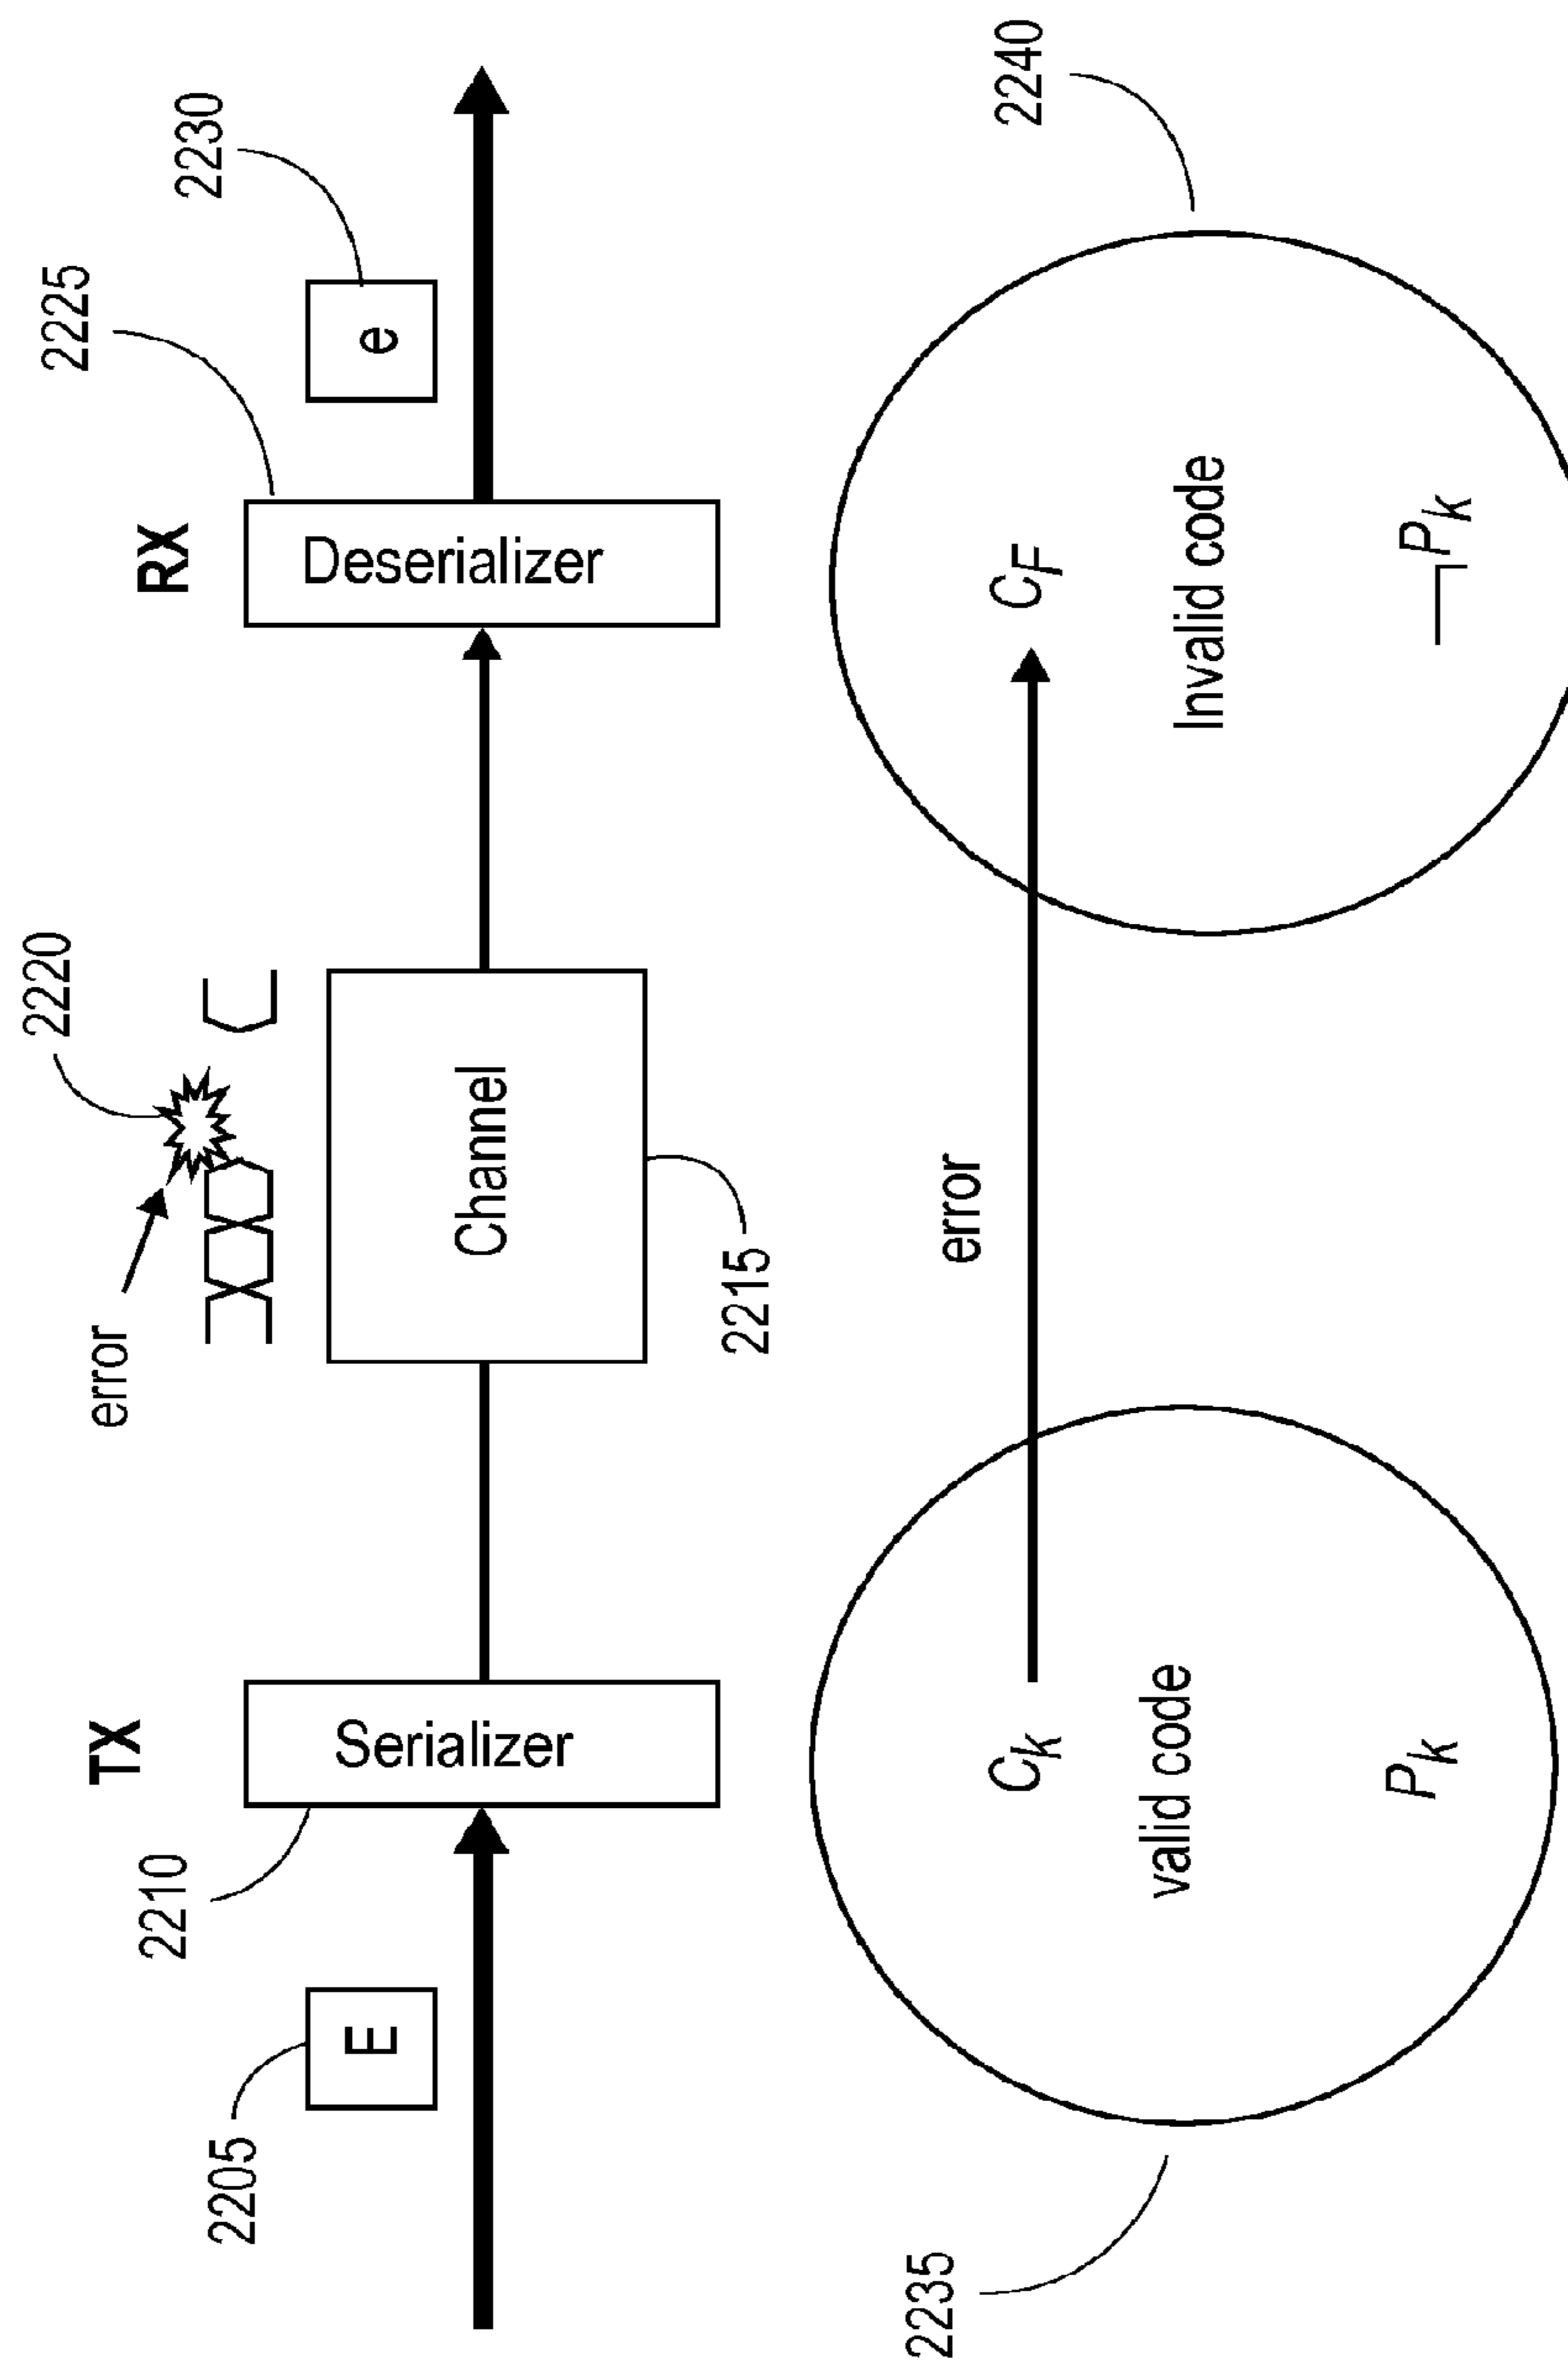 2205
E
2210
TX
Serializer
error
2220
Channel
2215
RX
Deserializer
2225
e
2230
2235
C_k
valid code
P_k
error
C_F
Invalid code
¬P_k
2240